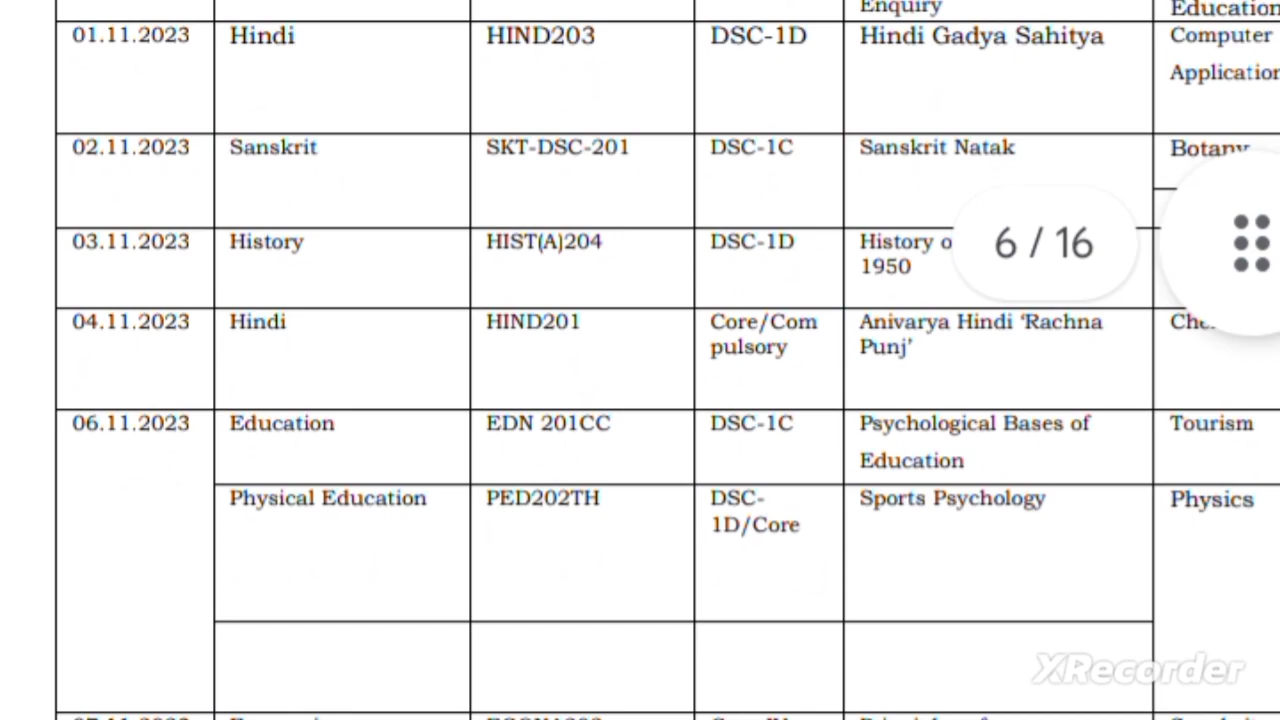 Enquiry
Education
01.11.2023 Hindi HIND203 DSC-1D Hindi Gadya Sahitya Computer
Application
02.11.2023 Sanskrit SKT-DSC-201 DSC-1C Sanskrit Natak Botany
03.11.2023 History HIST(A)204 DSC-1D History
1950
6 / 16
04.11.2023 Hindi HIND201 Core/Com Anivarya Hindi ‘Rachna
pulsory Punj’
06.11.2023 Education EDN 201CC DSC-1C Psychological Bases of Tourism
Education
Physical Education PED202TH DSC- Sports Psychology Physics
1D/Core
XRecorder